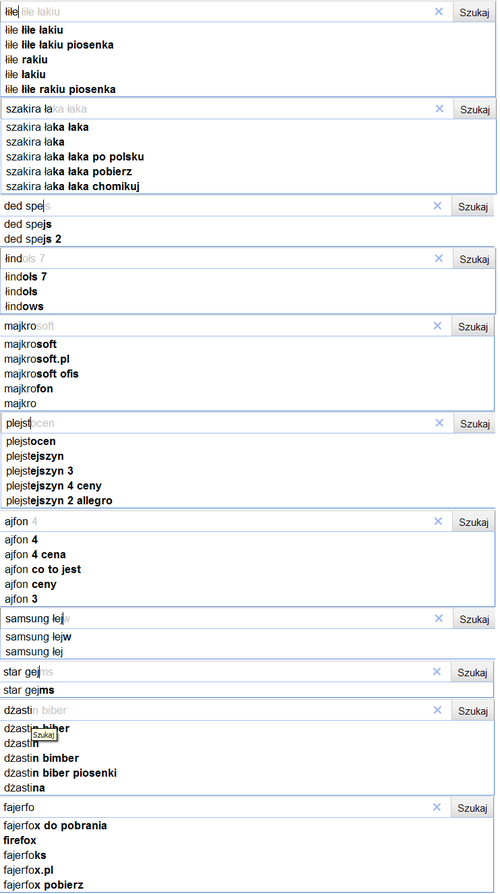 łiłe łiłe łakiu Szukaj
łiłe łiłe łakiu
łiłe łiłe łakiu piosenka
łiłe rakiu
łiłe łakiu
łiłe łiłe rakiu piosenka
szakira łaka łaka Szukaj
szakira łaka łaka
szakira łaka
szakira łaka łaka po polsku
szakira łaka łaka pobierz
szakira łaka łaka chomikuj
ded spejs Szukaj
ded spejs
ded spejs 2
łindołs 7 Szukaj
łindołs 7
łindołs
łindows
majkrosoft Szukaj
majkrosoft
majkrosoft.pl
majkrosoft ofis
majkrofon
majkro
plejstocen Szukaj
plejstocen
plejstejszyn
plejstejszyn 3
plejstejszyn 4 ceny
plejstejszyn 2 allegro
ajfon 4 Szukaj
ajfon 4
ajfon 4 cena
ajfon co to jest
ajfon ceny
ajfon 3
samsung łejw Szukaj
samsung łejw
samsung łej
star gejms Szukaj
star gejms
dżastin biber Szukaj
dżastin biber
Szukaj
dżastin
dżastin bimber
dżastin biber piosenki
dżastina
fajerfo Szukaj
fajerfox do pobrania
firefox
fajerfoks
fajerfox.pl
fajerfox pobierz